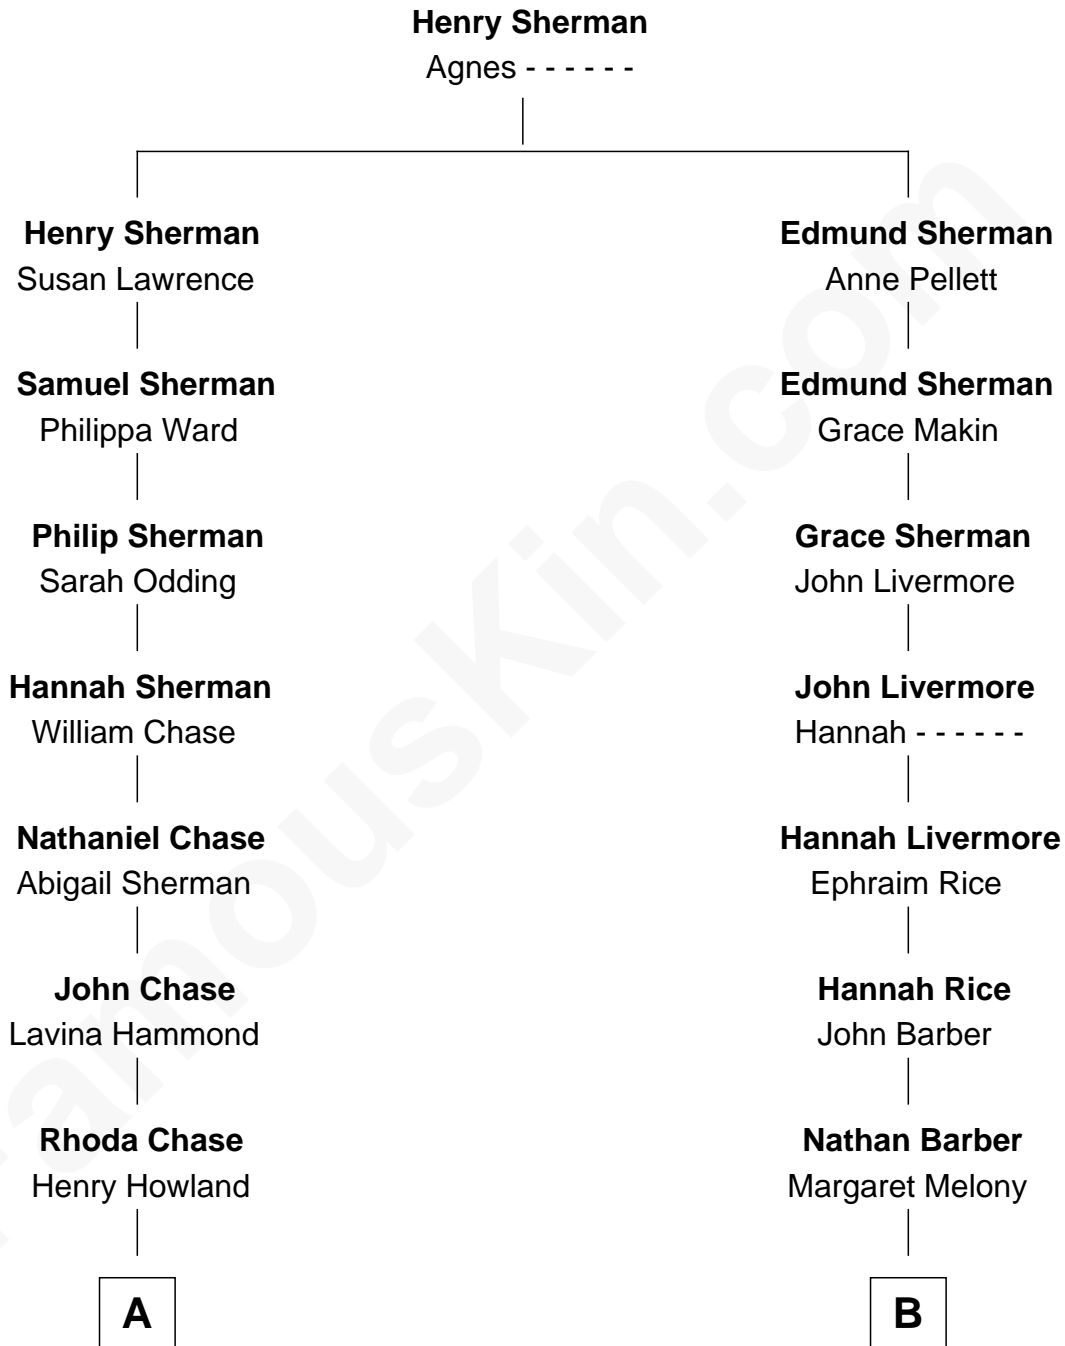 Henry Sherman
Agnes - - - - - -
Henry Sherman
Susan Lawrence
Samuel Sherman
Philippa Ward
Philip Sherman
Sarah Odding
Hannah Sherman
William Chase
Nathaniel Chase
Abigail Sherman
John Chase
Lavina Hammond
Rhoda Chase
Henry Howland
A
Edmund Sherman
Anne Pellett
Edmund Sherman
Grace Makin
Grace Sherman
John Livermore
John Livermore
Hannah - - - - - -
Hannah Livermore
Ephraim Rice
Hannah Rice
John Barber
Nathan Barber
Margaret Melony
B
FamousKin.com